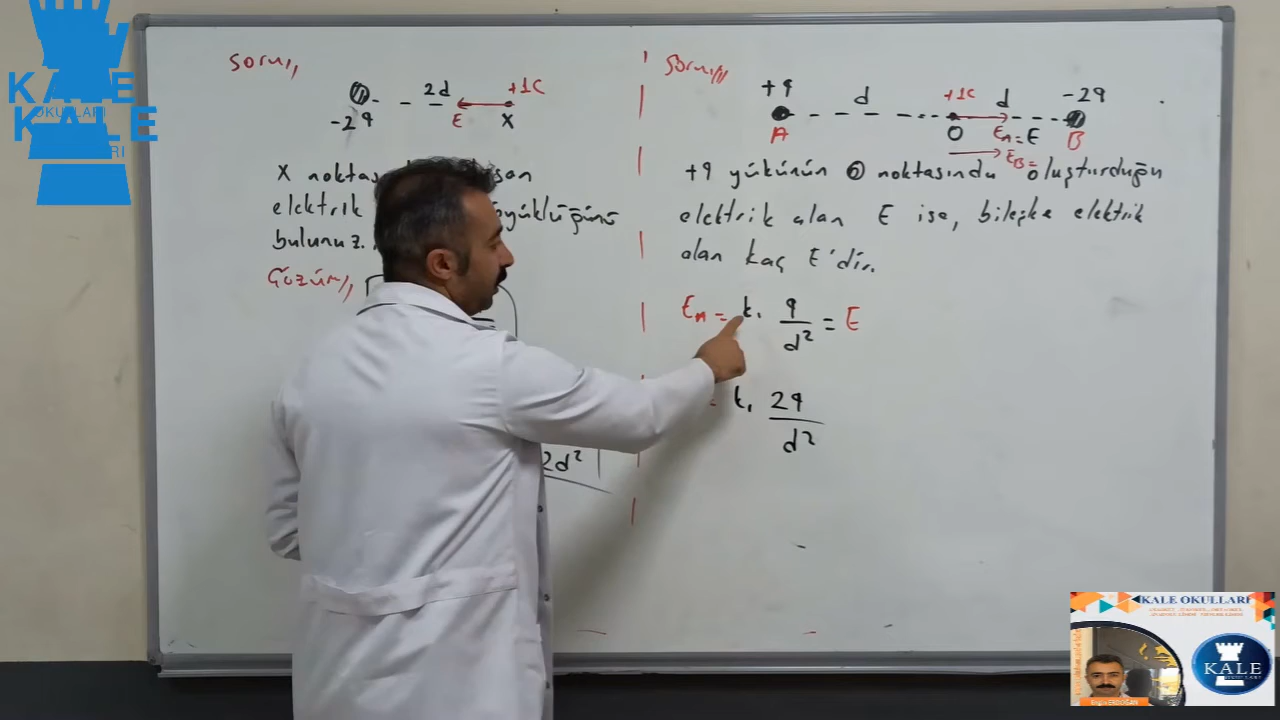 KALE
OKULLARI
KALE
Soru//
2d
+1C
-2q
E
X
X
elektrik
bulunuz.
Çözüm//
2d²
Soru//
+q
d
+1C
d
-2q
A
O
E_A = E
B
E_B =
+q yükünün O noktasında oluşturduğu
elektrik alan E ise, bileşke elektrik
alan kaç E'dir.
E_A = k. q/d² = E
= k. 2q/d²
KALE OKULLARI
KALE